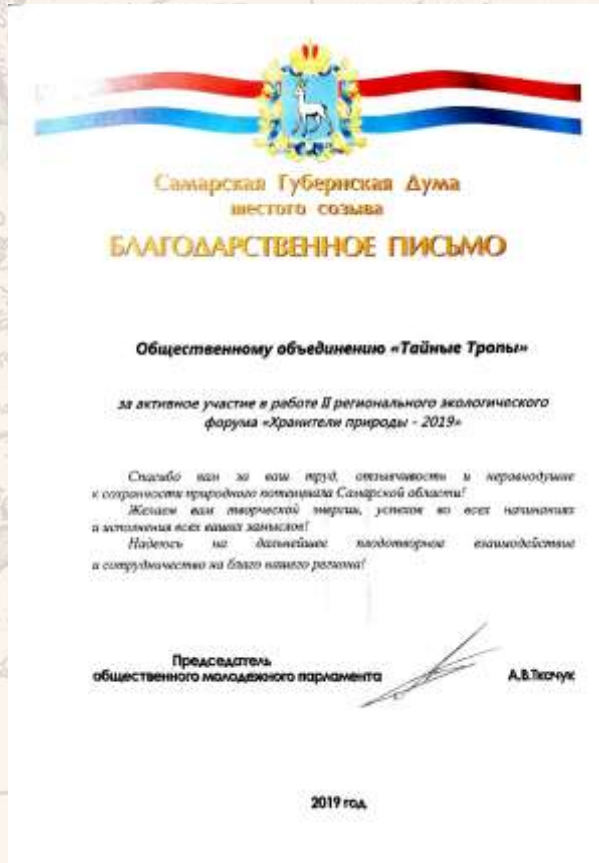 Самарская Губернская Дума
шестого созыва
БЛАГОДАРСТВЕННОЕ ПИСЬМО
Общественному объединению «Тайные Тропы»
за активное участие в работе II регионального экологического
форума «Хранители природы - 2019»
Спасибо вам за ваш труд, отзывчивость и неравнодушие
к сохранности природного потенциала Самарской области!
Желаем вам творческой энергии, успехов во всех начинаниях
и исполнения всех ваших замыслов!
Надеюсь на дальнейшее плодотворное взаимодействие
и сотрудничество на благо нашего региона!
Председатель
общественного молодежного парламента
А.В.Ткачук
2019 год